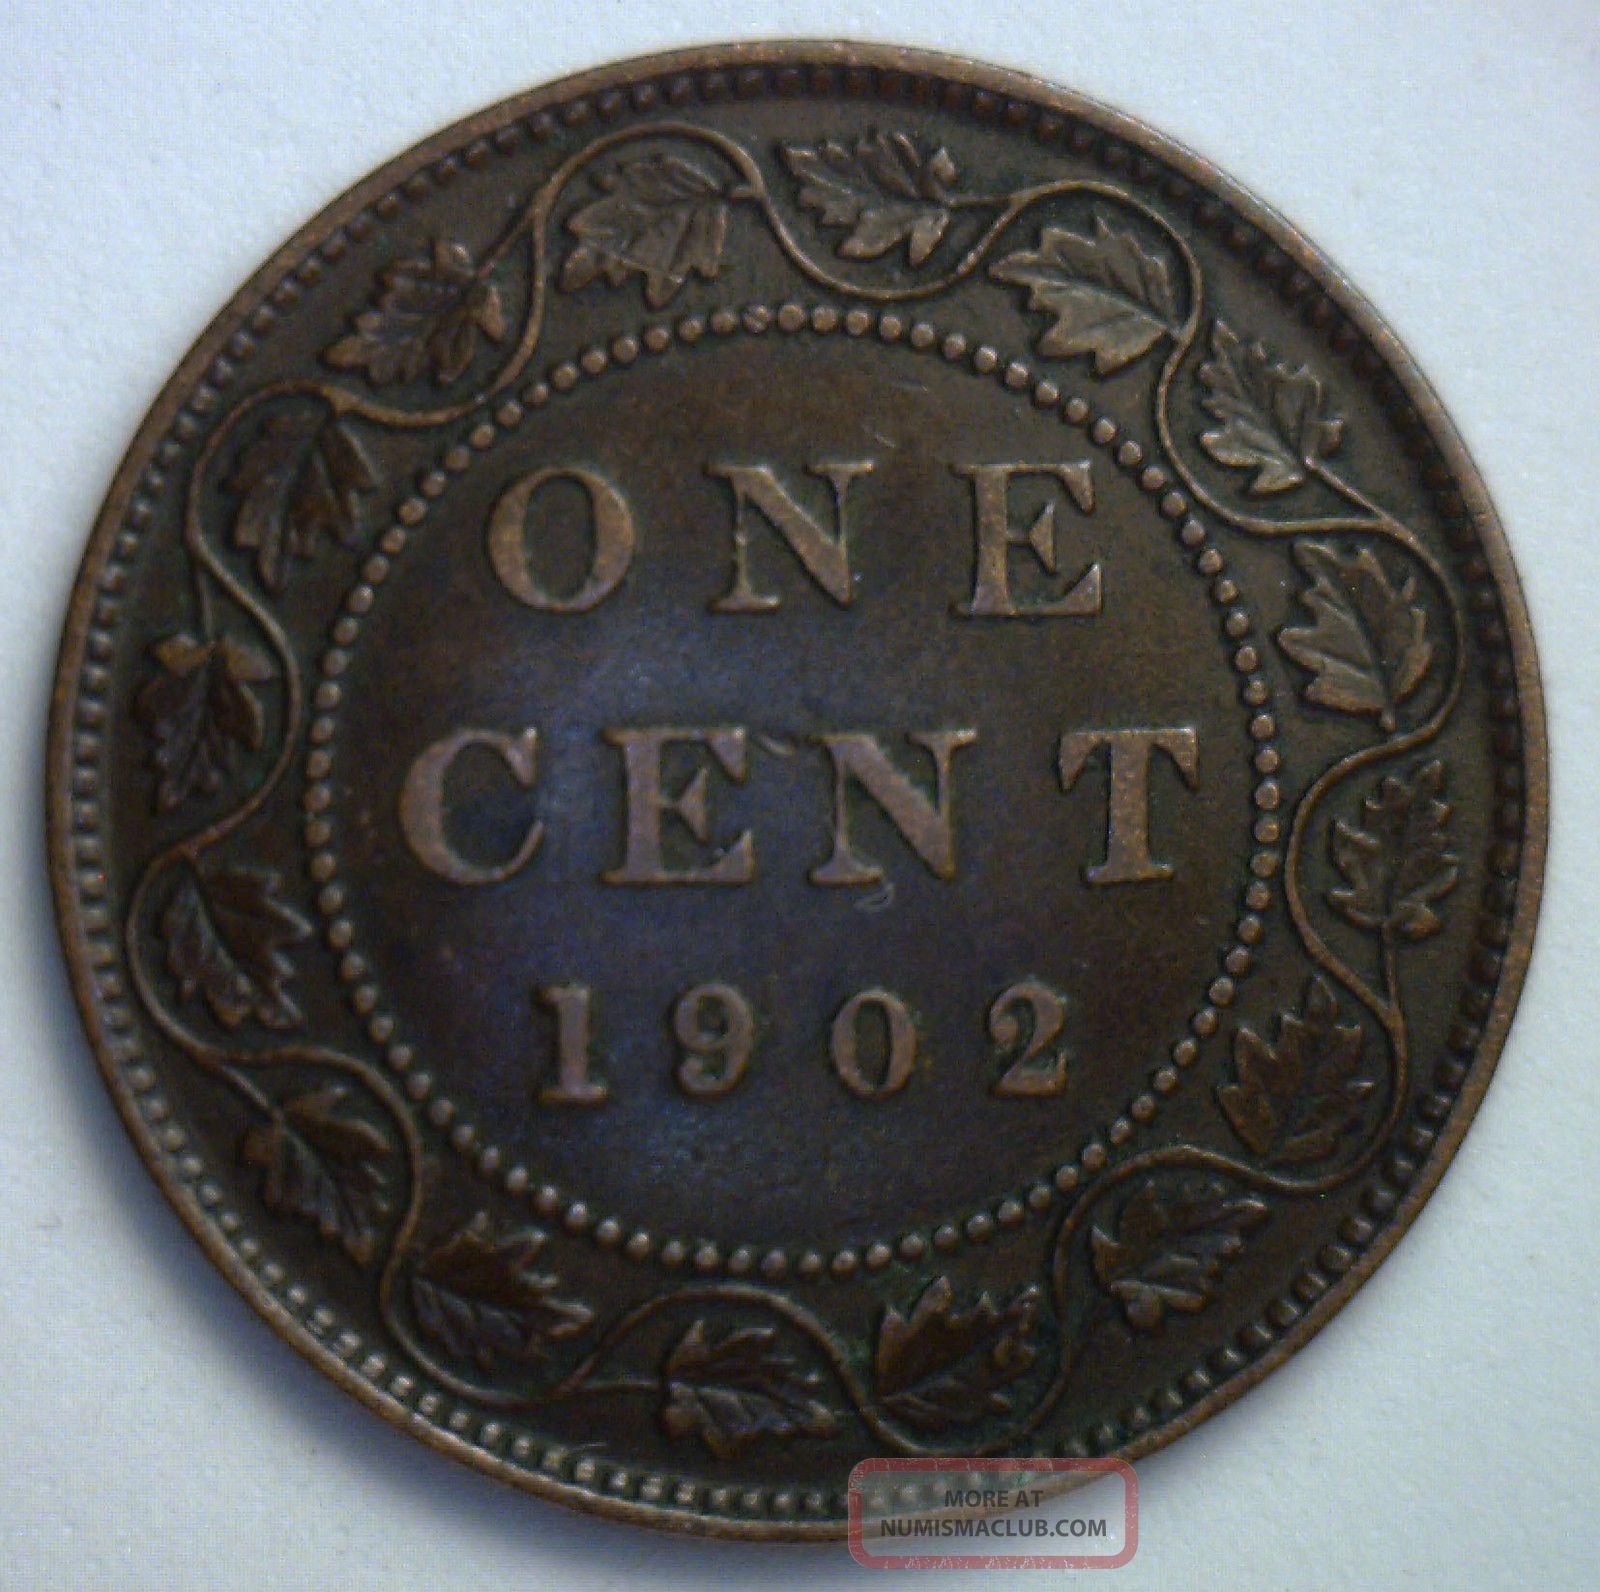 ONE
CENT
1902
MORE AT
NUMISMACLUB.COM